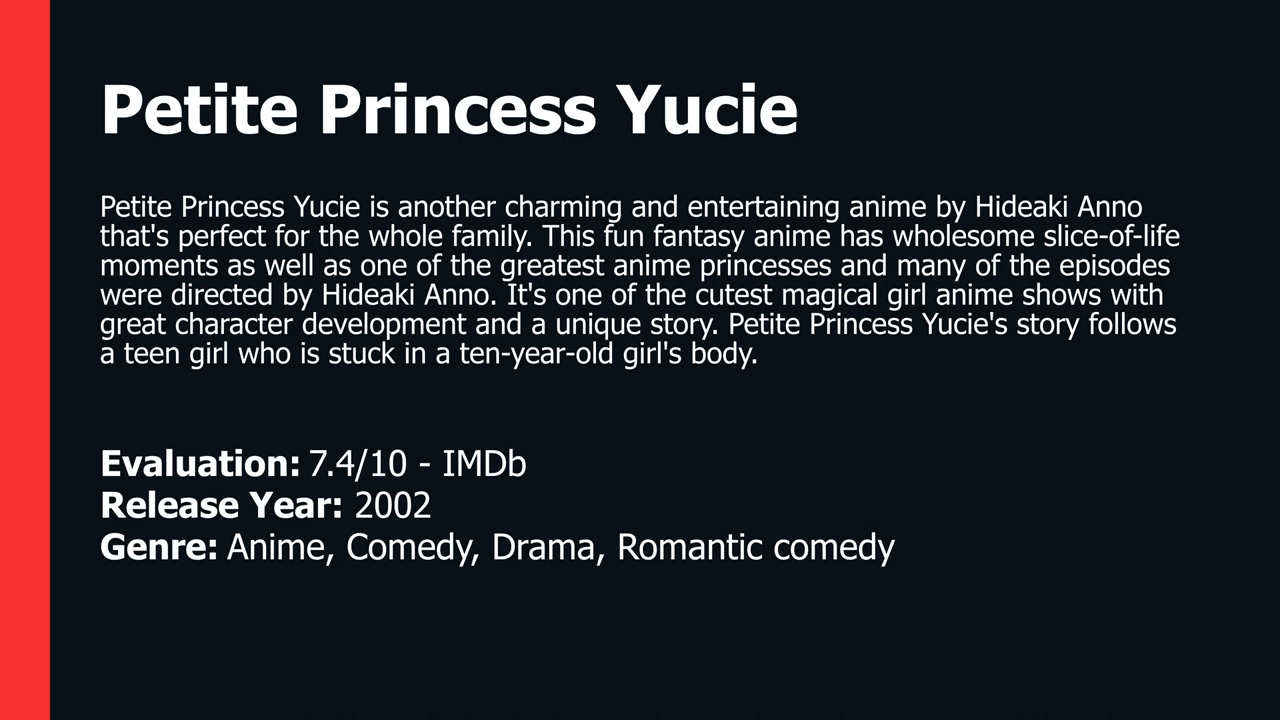 Petite Princess Yucie
Petite Princess Yucie is another charming and entertaining anime by Hideaki Anno
that's perfect for the whole family. This fun fantasy anime has wholesome slice-of-life
moments as well as one of the greatest anime princesses and many of the episodes
were directed by Hideaki Anno. It's one of the cutest magical girl anime shows with
great character development and a unique story. Petite Princess Yucie's story follows
a teen girl who is stuck in a ten-year-old girl's body.
Evaluation: 7.4/10 - IMDb
Release Year: 2002
Genre: Anime, Comedy, Drama, Romantic comedy